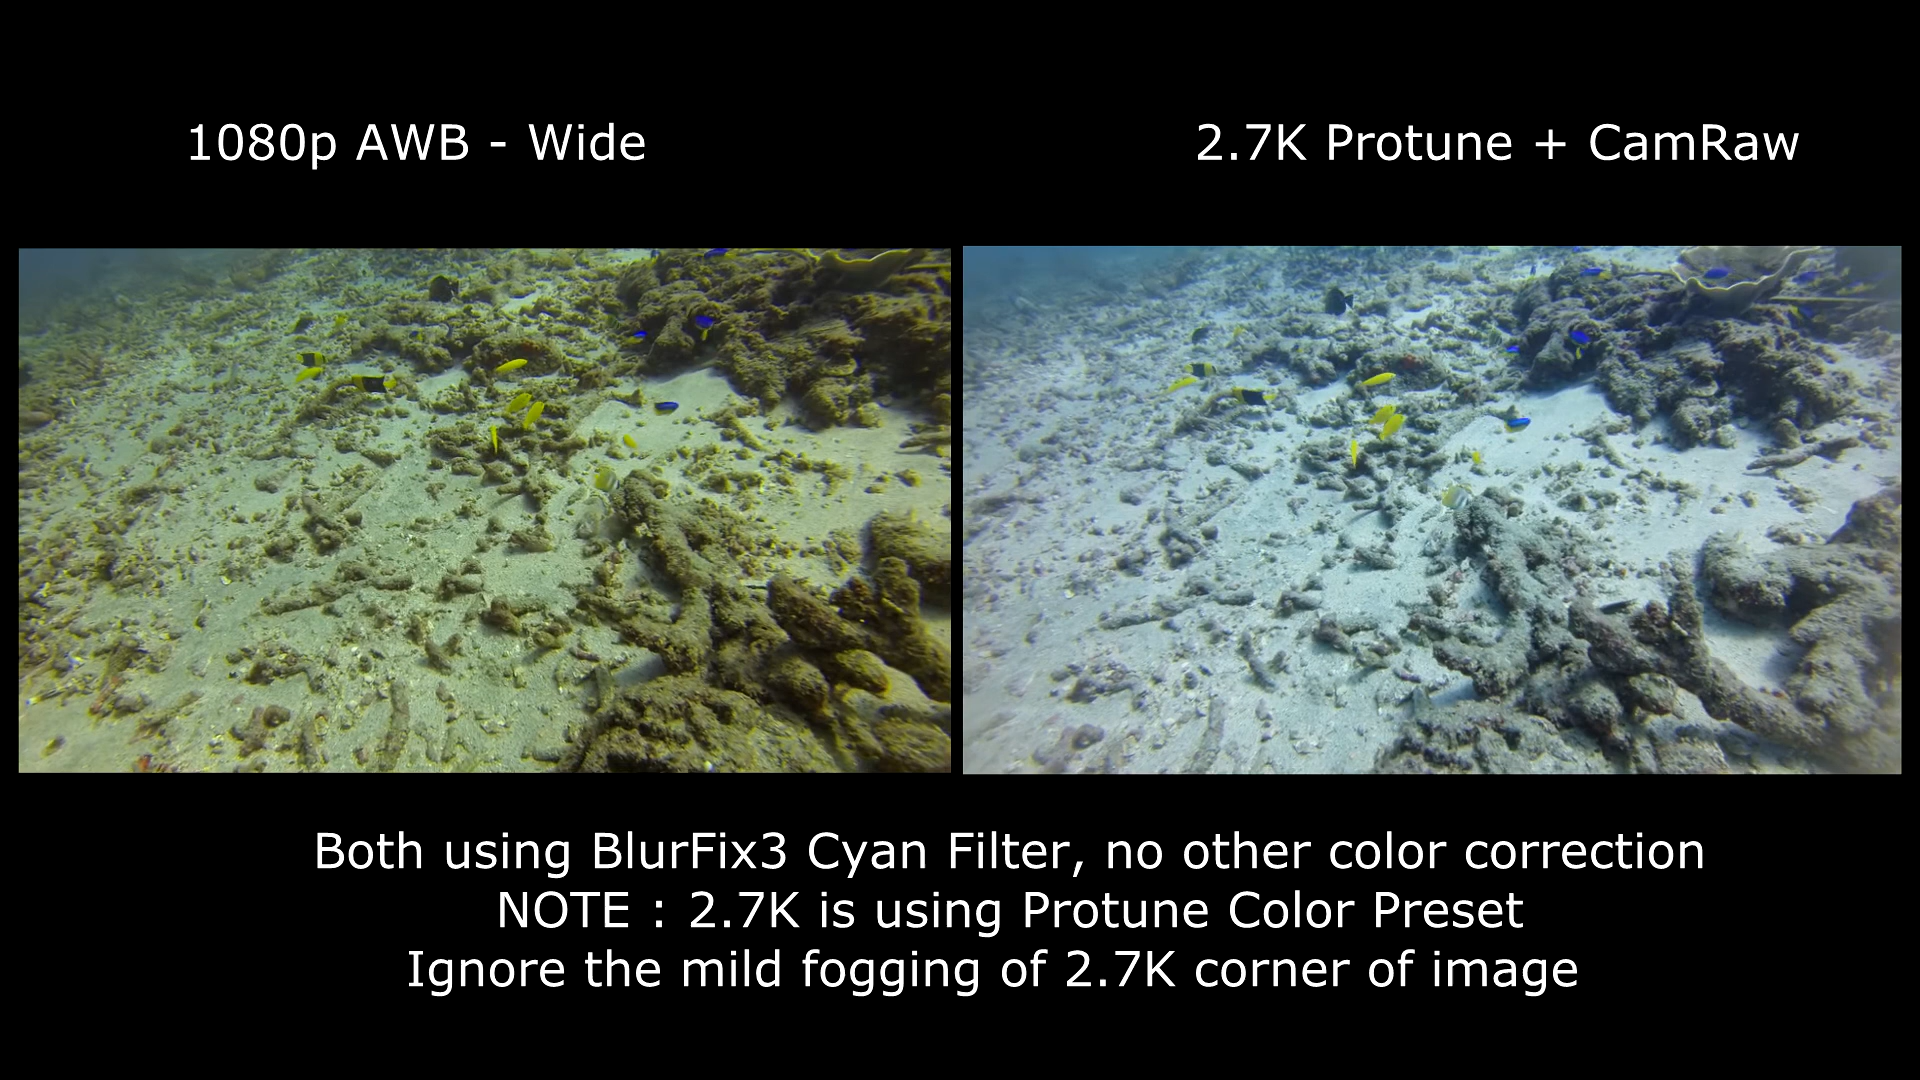 1080p AWB - Wide
2.7K Protune + CamRaw
Both using BlurFix3 Cyan Filter, no other color correction
NOTE : 2.7K is using Protune Color Preset
Ignore the mild fogging of 2.7K corner of image